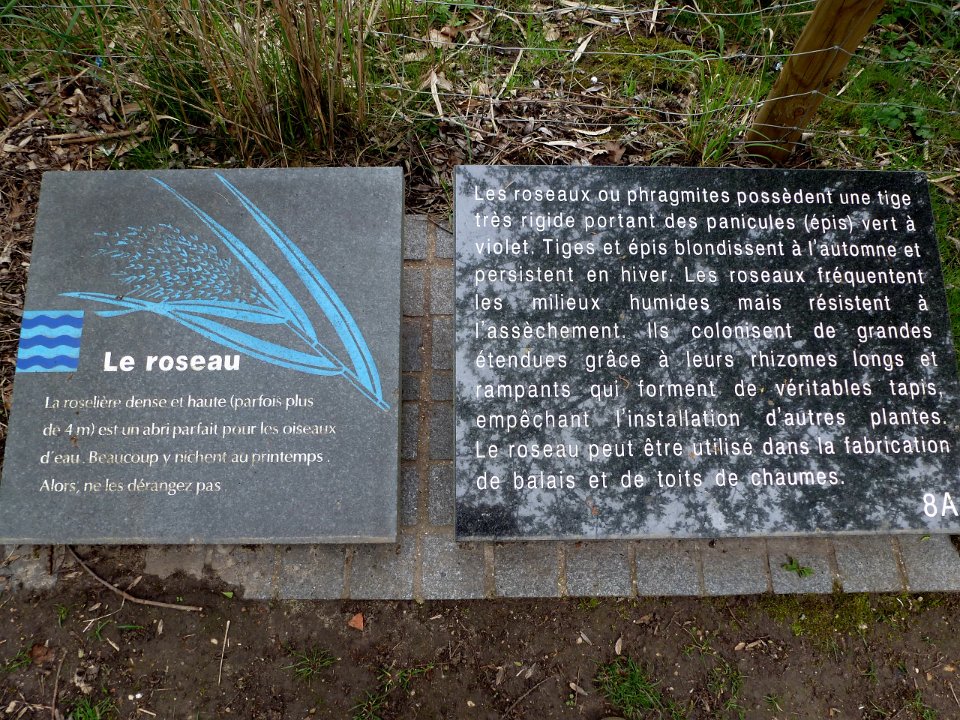 Le roseau
La roselière dense et haute (parfois plus
de 4 m) est un abri parfait pour les oiseaux
d'eau. Beaucoup y nichent au printemps.
Alors, ne les dérangez pas
Les roseaux ou phragmites possèdent une tige
très rigide portant des panicules (épis) vert à
violet. Tiges et épis blondissent à l'automne et
persistent en hiver. Les roseaux fréquentent
les milieux humides mais résistent à
l'assèchement. Ils colonisent de grandes
étendues grâce à leurs rhizomes longs et
rampants qui forment de véritables tapis,
empêchant l'installation d'autres plantes.
Le roseau peut être utilisé dans la fabrication
de balais et de toits de chaumes.
8A